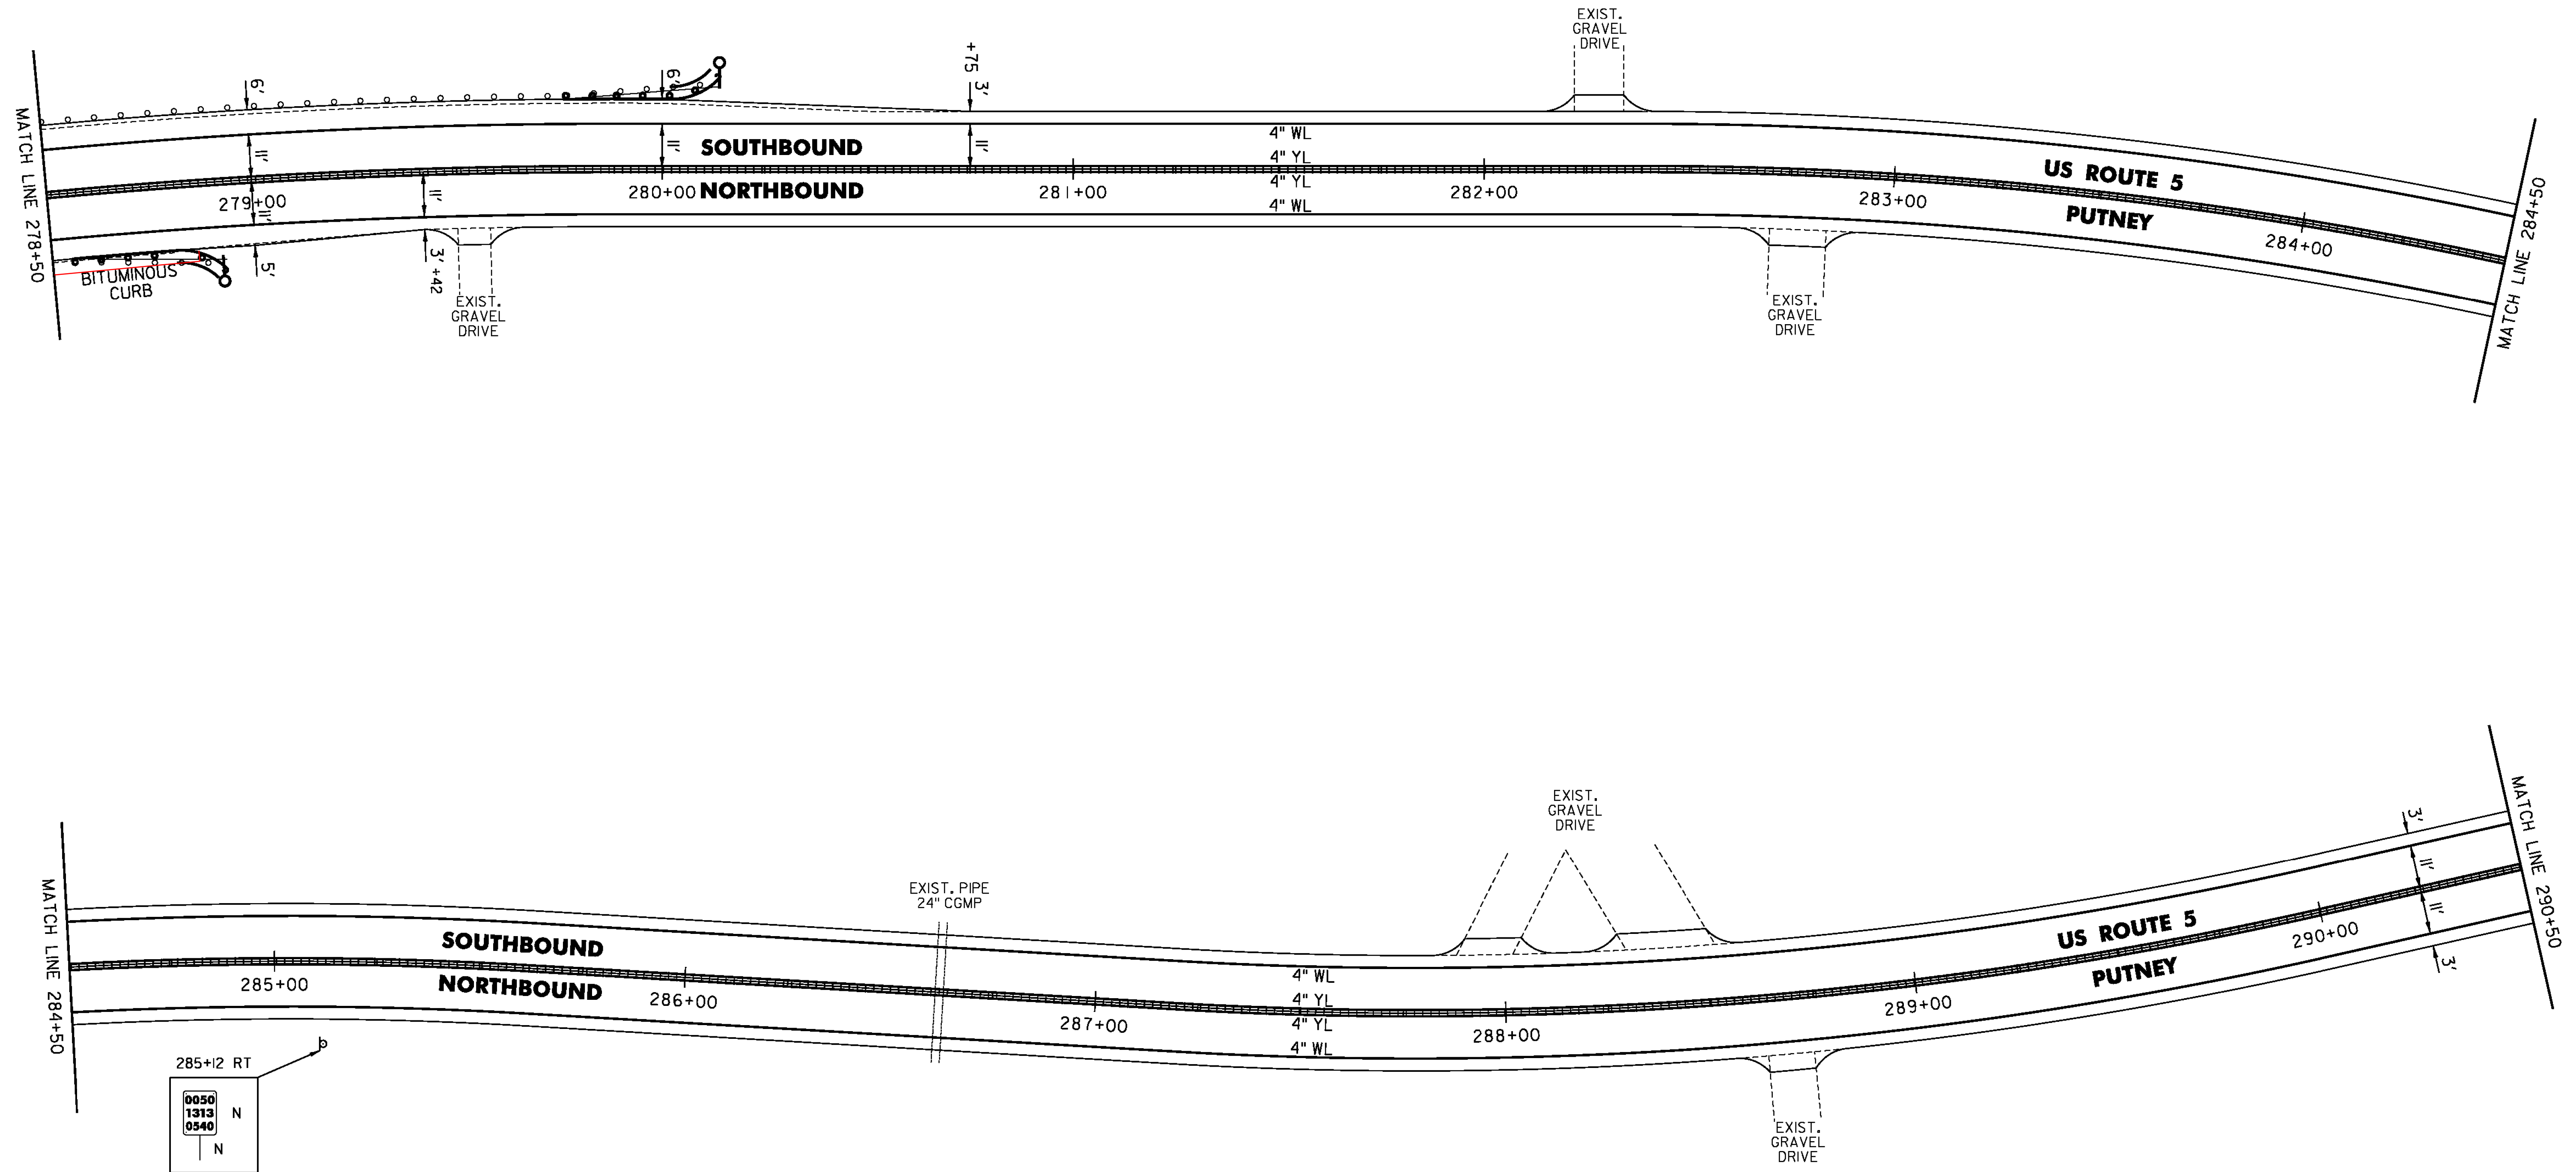 EXIST.
GRAVEL
DRIVE
+75 3'
6'
6'
MATCH LINE 278+50
11'
11'
11'
SOUTHBOUND
4" WL
4" YL
US ROUTE 5
MATCH LINE 284+50
279+00
11'
11'
280+00
NORTHBOUND
281+00
4" YL
4" WL
282+00
283+00
PUTNEY
284+00
BITUMINOUS
CURB
5'
3' +42
EXIST.
GRAVEL
DRIVE
EXIST.
GRAVEL
DRIVE
EXIST.
GRAVEL
DRIVE
3'
MATCH LINE 290+50
MATCH LINE 284+50
EXIST. PIPE
24" CGMP
11'
11'
SOUTHBOUND
US ROUTE 5
4" WL
285+00
NORTHBOUND
286+00
287+00
4" YL
4" YL
4" WL
288+00
289+00
PUTNEY
290+00
3'
285+12 RT
0050
1313 N
0540
N
EXIST.
GRAVEL
DRIVE